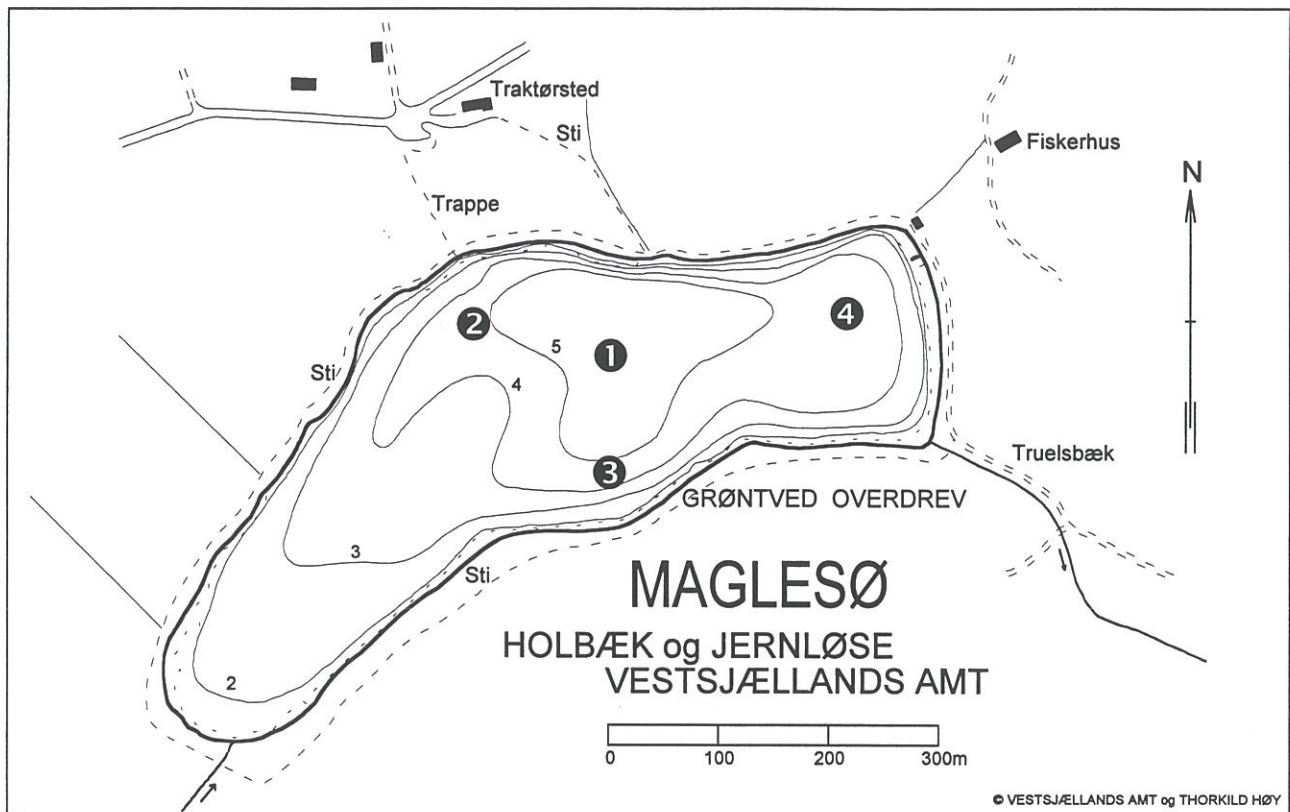 Traktørsted
Sti
Fiskerhus
N
Trappe
4
2
1
5
Sti
4
3
Truelsbæk
GRØNTVED OVERDREV
3
Sti
MAGLESØ
HOLBÆK og JERNLØSE
VESTSJÆLLANDS AMT
2
0 100 200 300m
© VESTSJÆLLANDS AMT og THORKILD HØY